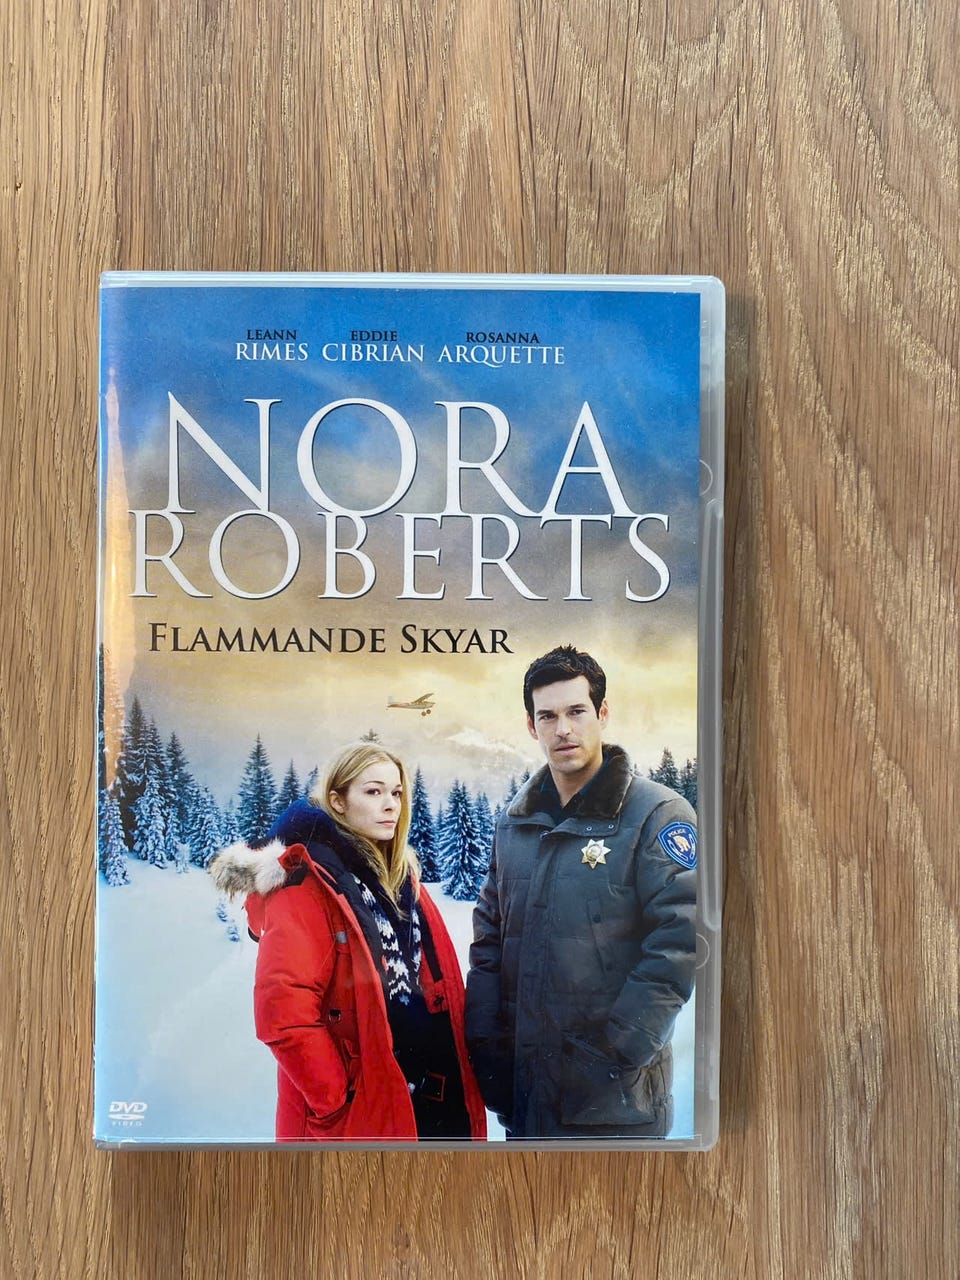 LEANN EDDIE ROSANNA
RIMES CIBRIAN ARQUETTE
NORA
ROBERTS
FLAMMANDE SKYAR
POLICE
DVD
VIDEO